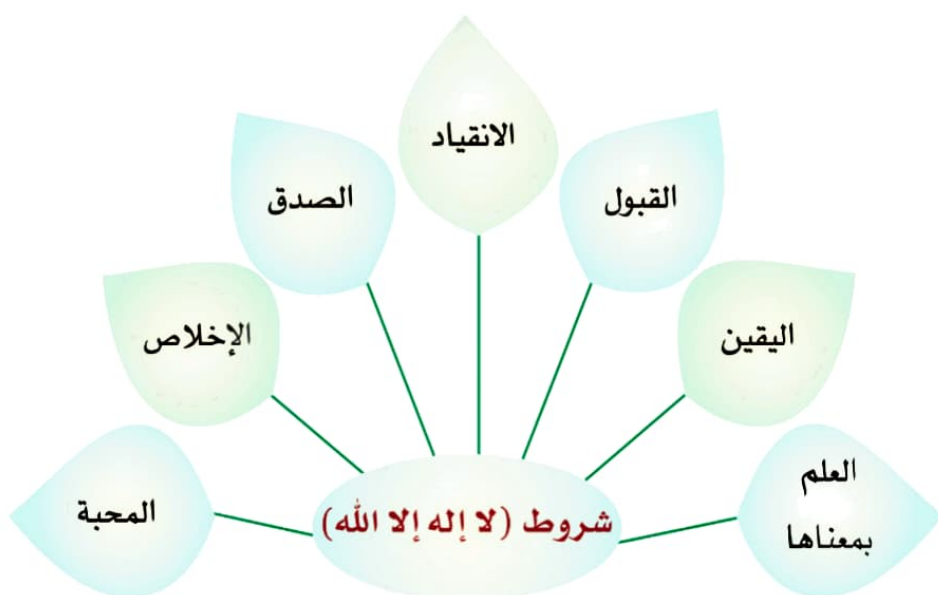 شروط (لا إله إلا الله)
العلم
بمعناها
اليقين
القبول
الانقياد
الصدق
الإخلاص
المحبة